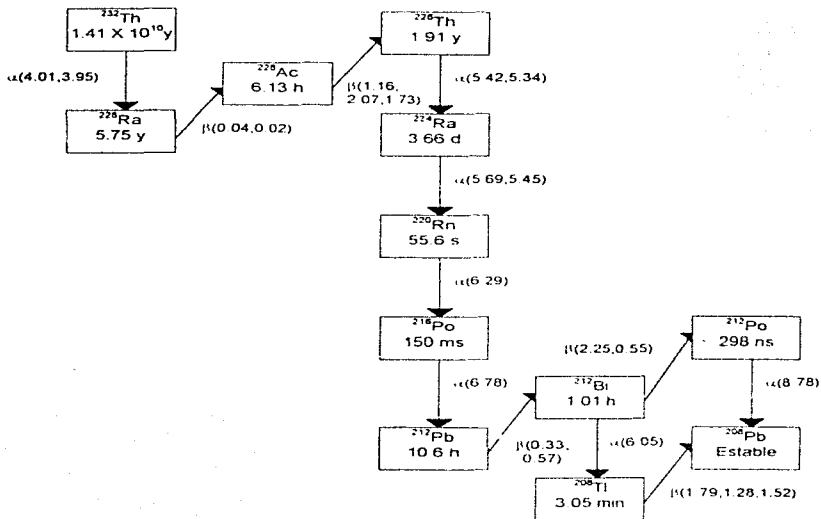 232Th
1.41 X 10^10 y
α(4.01,3.95)
228Ra
5.75 y
β(0.04,0.02)
228Ac
6.13 h
β(1.16,
2.07,1.73)
228Th
1.91 y
α(5.42,5.34)
224Ra
3.66 d
α(5.69,5.45)
220Rn
55.6 s
α(6.29)
216Po
150 ms
α(6.78)
212Pb
10.6 h
β(0.33,
0.57)
212Bi
1.01 h
β(2.25,0.55)
212Po
298 ns
α(8.78)
α(6.05)
208Tl
3.05 min
β(1.79,1.28,1.52)
208Pb
Estable